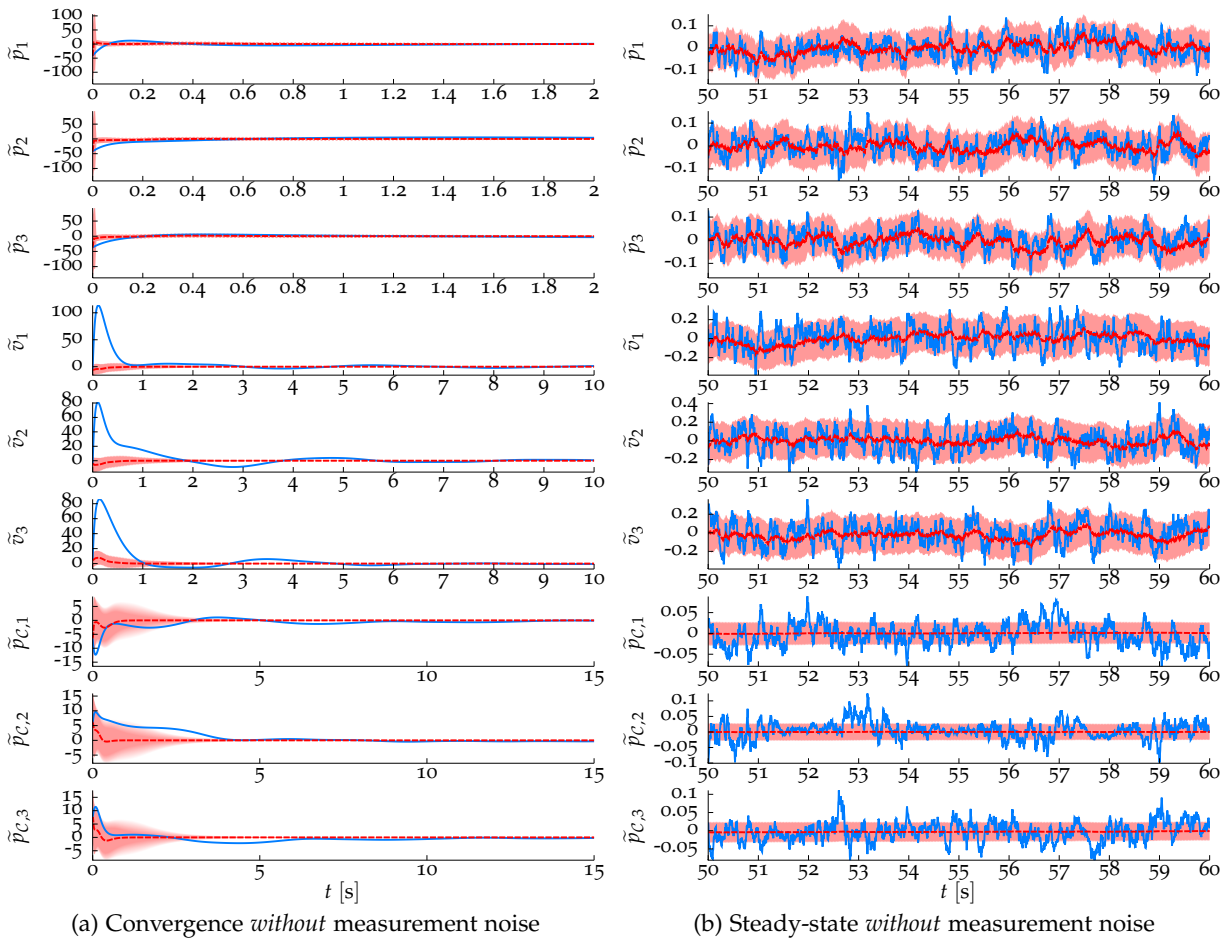 p̃1
100
50
0
-50
-100
0 0.2 0.4 0.6 0.8 1 1.2 1.4 1.6 1.8 2
p̃2
50
0
-50
-100
0 0.2 0.4 0.6 0.8 1 1.2 1.4 1.6 1.8 2
p̃3
50
0
-50
-100
0 0.2 0.4 0.6 0.8 1 1.2 1.4 1.6 1.8 2
ṽ1
100
50
0
0 1 2 3 4 5 6 7 8 9 10
ṽ2
80
60
40
20
0
0 1 2 3 4 5 6 7 8 9 10
ṽ3
80
60
40
20
0
0 1 2 3 4 5 6 7 8 9 10
p̃C,1
5
0
-5
-10
-15
0 5 10 15
p̃C,2
15
10
5
0
-5
0 5 10 15
p̃C,3
15
10
5
0
-5
0 5 10 15
t [s]
(a) Convergence without measurement noise
p̃1
0.1
0
-0.1
50 51 52 53 54 55 56 57 58 59 60
p̃2
0.1
0
-0.1
50 51 52 53 54 55 56 57 58 59 60
p̃3
0.1
0
-0.1
50 51 52 53 54 55 56 57 58 59 60
ṽ1
0.2
0
-0.2
50 51 52 53 54 55 56 57 58 59 60
ṽ2
0.4
0.2
0
-0.2
50 51 52 53 54 55 56 57 58 59 60
ṽ3
0.2
0
-0.2
50 51 52 53 54 55 56 57 58 59 60
p̃C,1
0.05
0
-0.05
50 51 52 53 54 55 56 57 58 59 60
p̃C,2
0.1
0.05
0
-0.05
-0.1
50 51 52 53 54 55 56 57 58 59 60
p̃C,3
0.1
0.05
0
-0.05
50 51 52 53 54 55 56 57 58 59 60
t [s]
(b) Steady-state without measurement noise